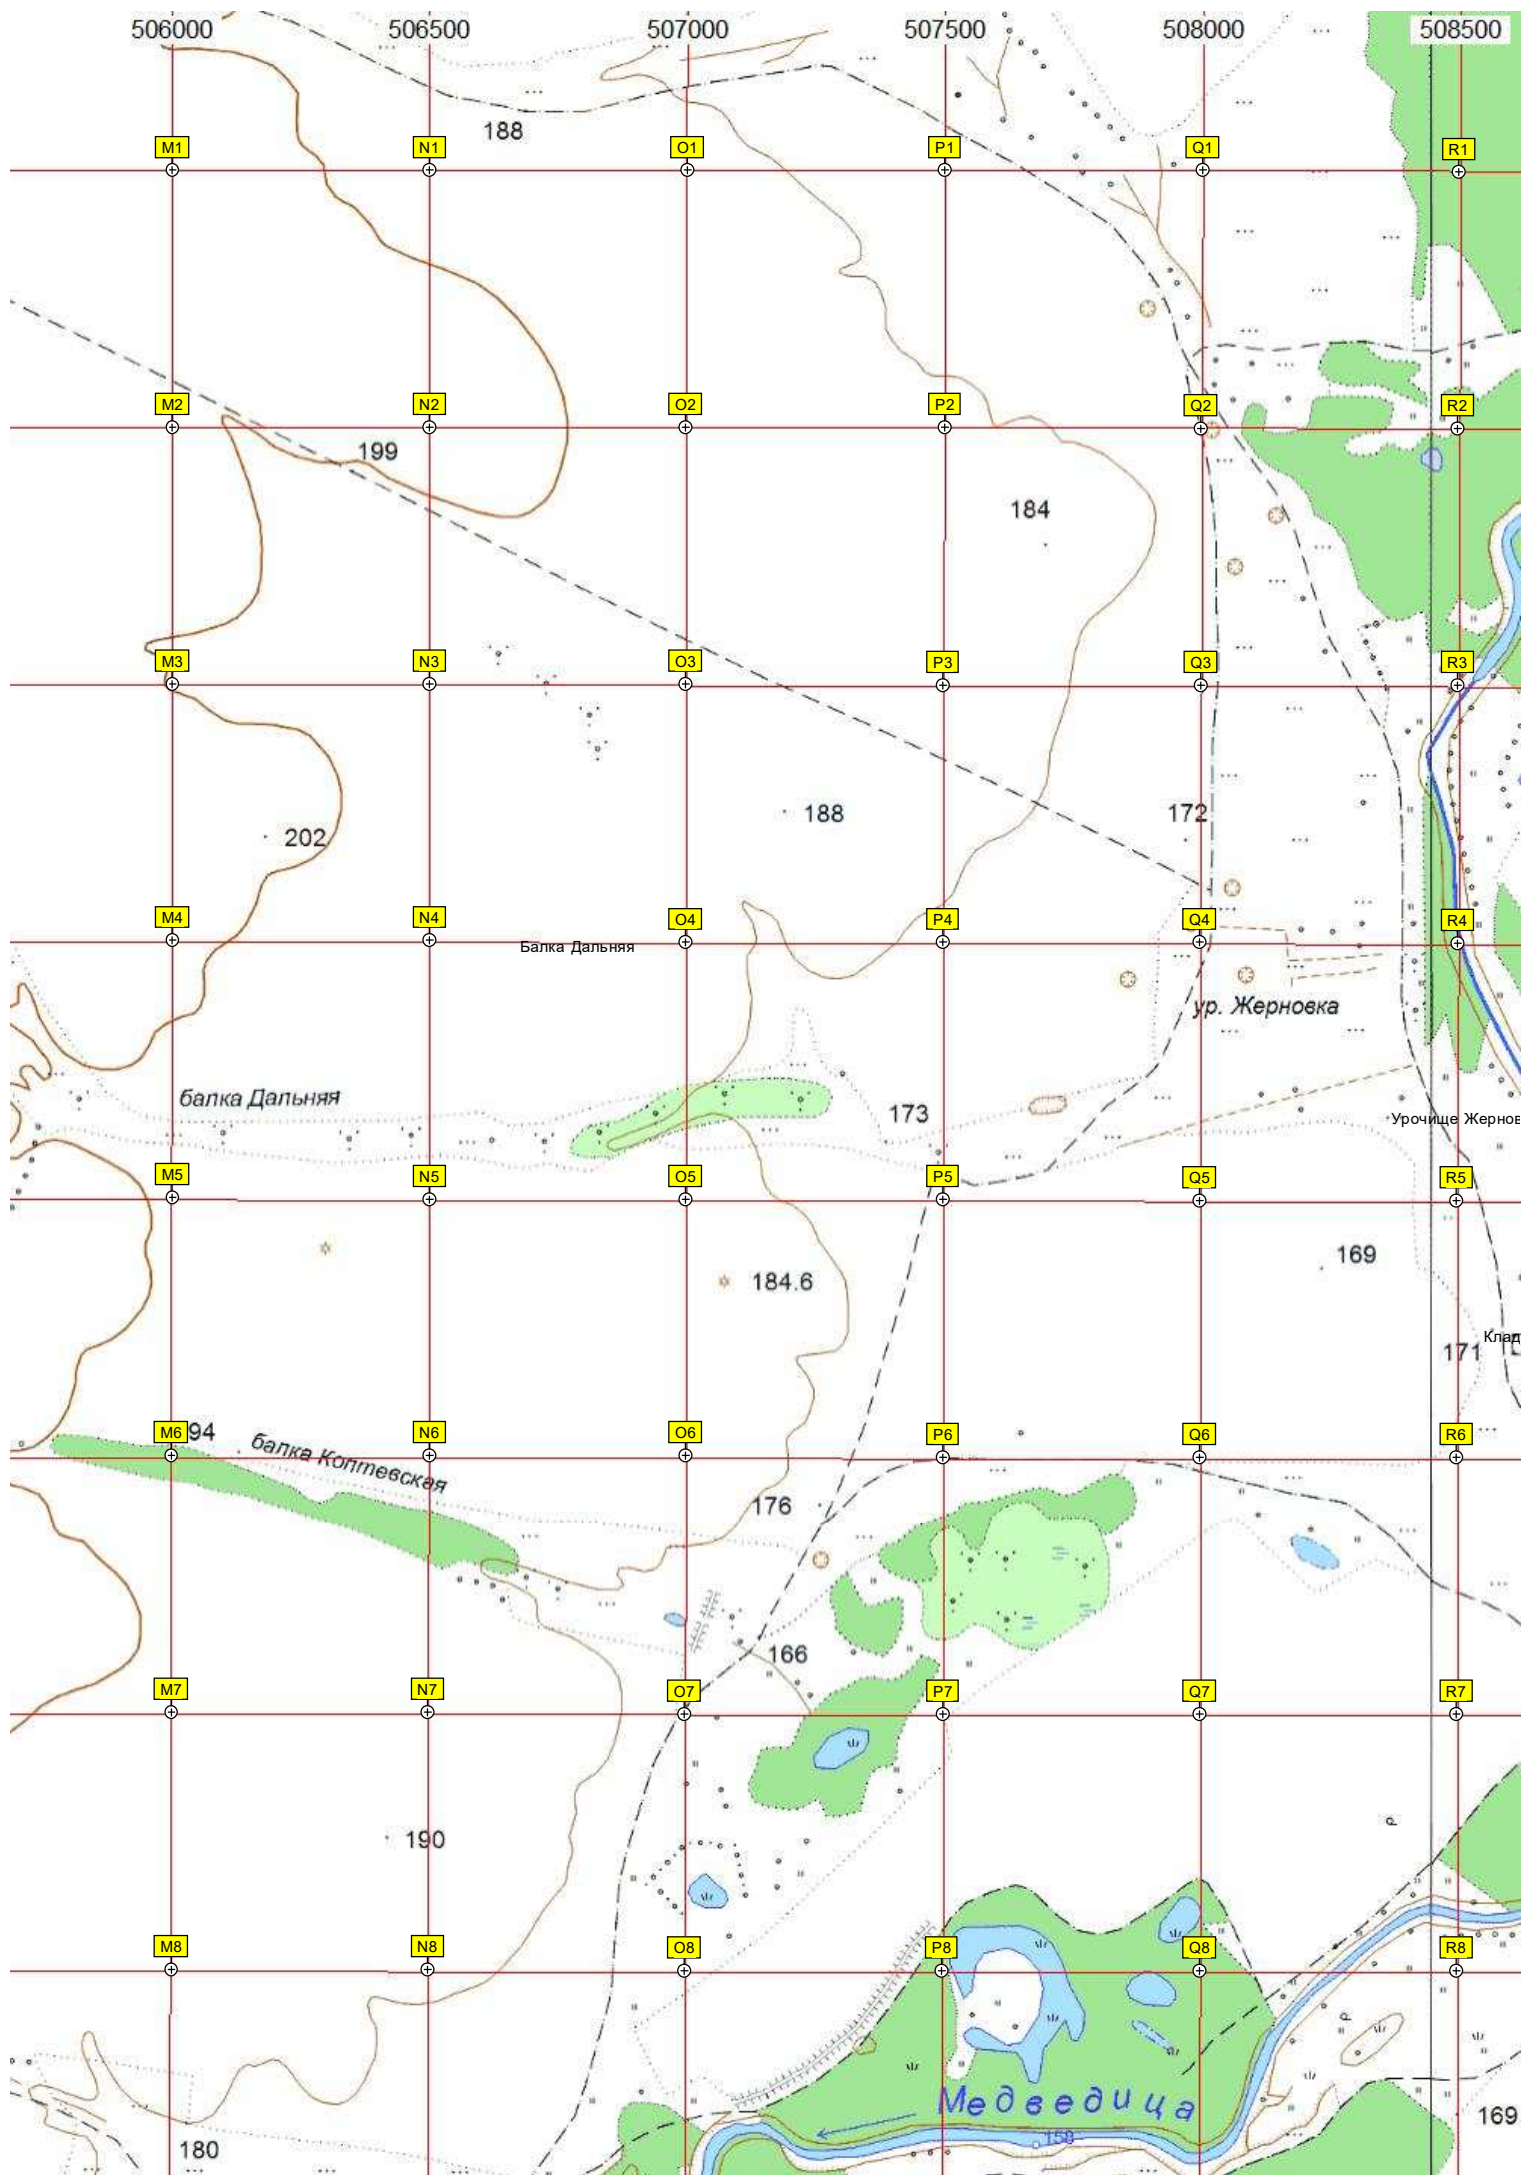 506000 506500 507000 507500 508000 508500
188
M1 N1 O1 P1 Q1 R1
M2 N2 O2 P2 Q2 R2
199
184
M3 N3 O3 P3 Q3 R3
188 172
202
M4 N4 O4 P4 Q4 R4
Балка Дальняя
ур. Жерновка
балка Дальняя
173
Урочище Жернов
M5 N5 O5 P5 Q5 R5
169
184.6
Клад
171
M6 94 N6 O6 P6 Q6 R6
балка Коптевская
176
166
M7 N7 O7 P7 Q7 R7
р
190
M8 N8 O8 P8 Q8 R8
р
Медведица
169
158
180